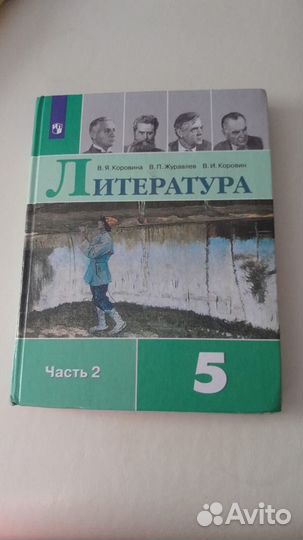 В. Я. Коровина В. П. Журавлев В. И. Коровин
ЛИТЕРАТУРА
Часть 2
5
Avito